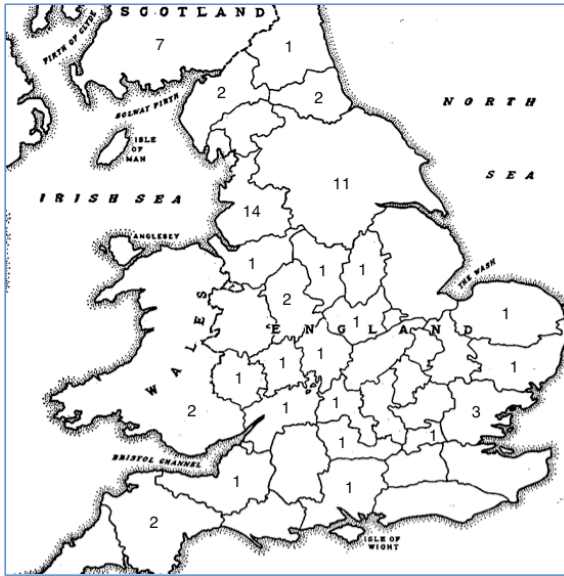 SCOTLAND
7
FIRTH OF CLYDE
1
2
2
SOLWAY FIRTH
NORTH
SEA
ISLE
OF
MAN
11
IRISH SEA
14
ANGLESEY
THE WASH
1
1
1
2
1
1
WALES
ENGLAND
1
1
1
1
2
1
1
3
1
1
BRISTOL CHANNEL
1
1
2
ISLE OF
WIGHT